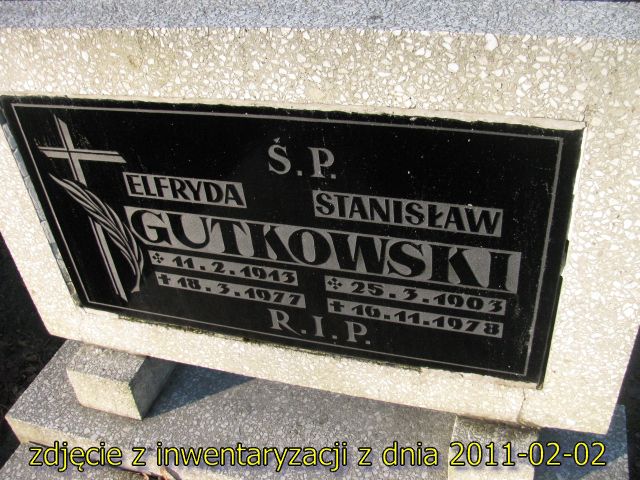 Ś.P.
ELFRYDA STANISŁAW
GUTKOWSKI
11.2.1913 25.3.1903
✝ 18.3.1977 ✝ 10.11.1978
R.I.P.
zdjęcie z inwentaryzacji z dnia 2011-02-02